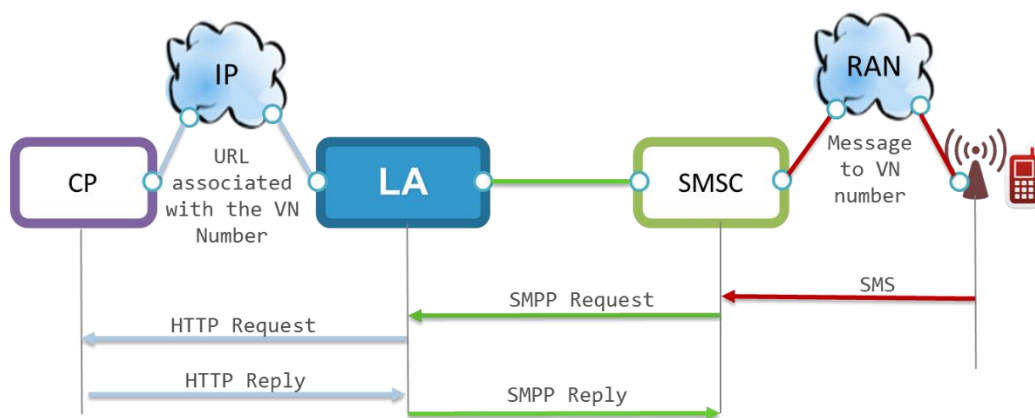 IP
RAN
CP
URL
associated
with the VN
Number
LA
SMSC
Message
to VN
number
SMS
SMPP Request
HTTP Request
HTTP Reply
SMPP Reply